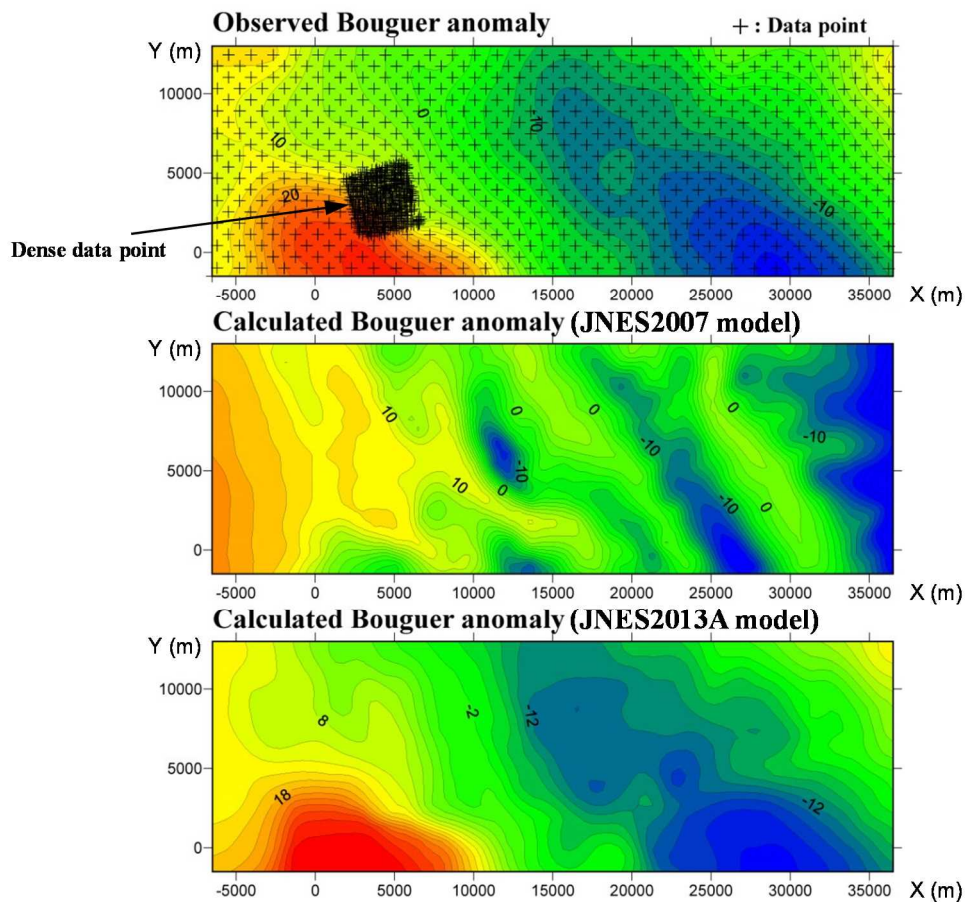 Observed Bouguer anomaly
+ : Data point
Y (m)
10000
5000
0
10
0
-10
20
-10
Dense data point
-5000 0 5000 10000 15000 20000 25000 30000 35000 X (m)
Calculated Bouguer anomaly (JNES2007 model)
Y (m)
10000
5000
0
10
0
0
0
-10
-10
-10
10
0
-10
0
-5000 0 5000 10000 15000 20000 25000 30000 35000 X (m)
Calculated Bouguer anomaly (JNES2013A model)
Y (m)
10000
5000
0
8
-2
-12
18
-12
-5000 0 5000 10000 15000 20000 25000 30000 35000 X (m)